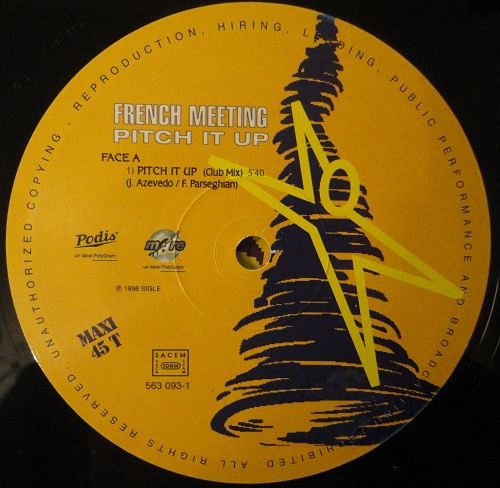 FRENCH MEETING
PITCH IT UP
FACE A
1) PITCH IT UP (Club Mix) 5'40
(J. Azevedo / F. Parseghian)
Podis
un label PolyGram
un label PolyGram
℗ 1998 SIGLE
MAXI
45 T
SACEM
SDRM
563 093-1
ALL RIGHTS RESERVED. UNAUTHORIZED COPYING, REPRODUCTION, HIRING, LENDING, PUBLIC PERFORMANCE AND BROADCASTING PROHIBITED.